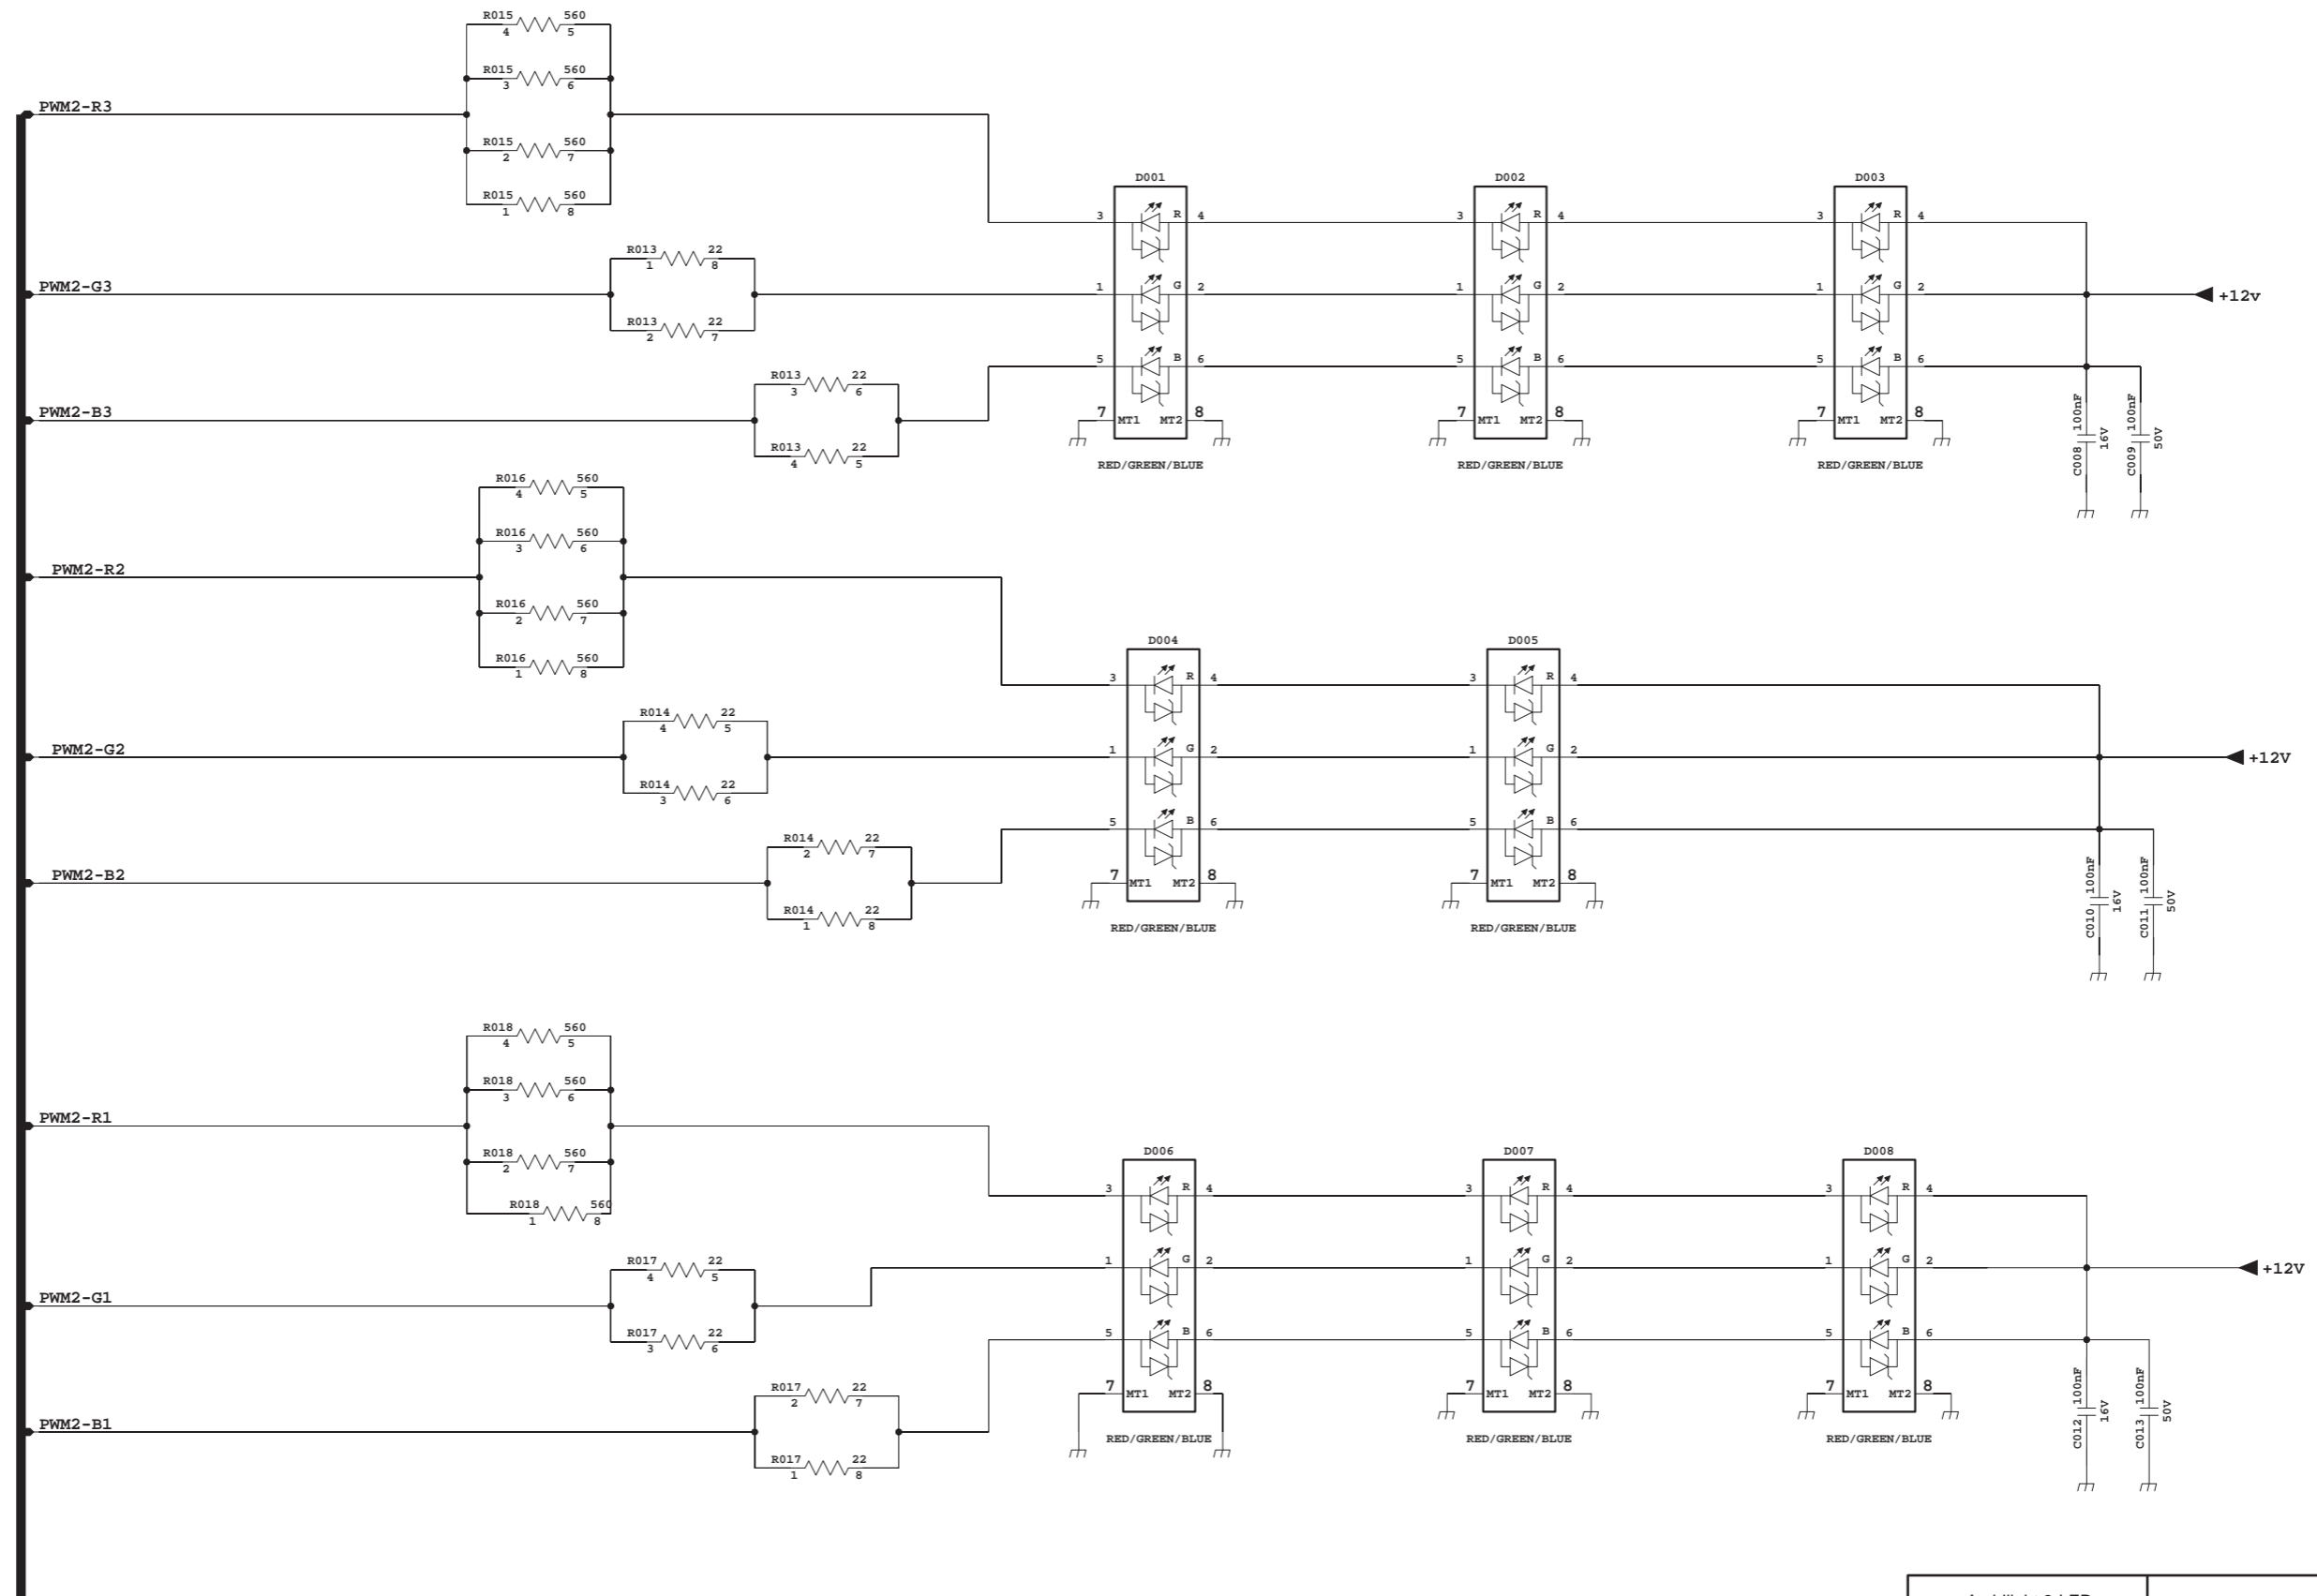 R015 560
4 5
R015 560
3 6
PWM2-R3
R015 560
2 7
R015 560
1 8
D001 D002 D003
3 R 4 3 R 4 3 R 4
R013 22
1 8
PWM2-G3
1 G 2 1 G 2 1 G 2 +12v
R013 22
2 7
5 B 6 5 B 6 5 B 6
R013 22
3 6
PWM2-B3
7 MT1 MT2 8 7 MT1 MT2 8 7 MT1 MT2 8
C008 100nF 16V
C009 100nF 50V
R013 22
4 5
RED/GREEN/BLUE RED/GREEN/BLUE RED/GREEN/BLUE
R016 560
4 5
R016 560
3 6
PWM2-R2
R016 560
2 7
R016 560
1 8
D004 D005
3 R 4 3 R 4
R014 22
4 5
PWM2-G2
1 G 2 1 G 2 +12V
R014 22
3 6
5 B 6 5 B 6
R014 22
2 7
PWM2-B2
7 MT1 MT2 8 7 MT1 MT2 8
C010 100nF 16V
C011 100nF 50V
R014 22
1 8
RED/GREEN/BLUE RED/GREEN/BLUE
R018 560
4 5
R018 560
3 6
PWM2-R1
R018 560
2 7
R018 560
1 8
D006 D007 D008
3 R 4 3 R 4 3 R 4
R017 22
4 5
1 G 2 1 G 2 1 G 2 +12V
PWM2-G1
R017 22
3 6
5 B 6 5 B 6 5 B 6
R017 22
2 7
7 MT1 MT2 8 7 MT1 MT2 8 7 MT1 MT2 8
C012 100nF 16V
C013 100nF 50V
PWM2-B1
RED/GREEN/BLUE RED/GREEN/BLUE RED/GREEN/BLUE
R017 22
1 8